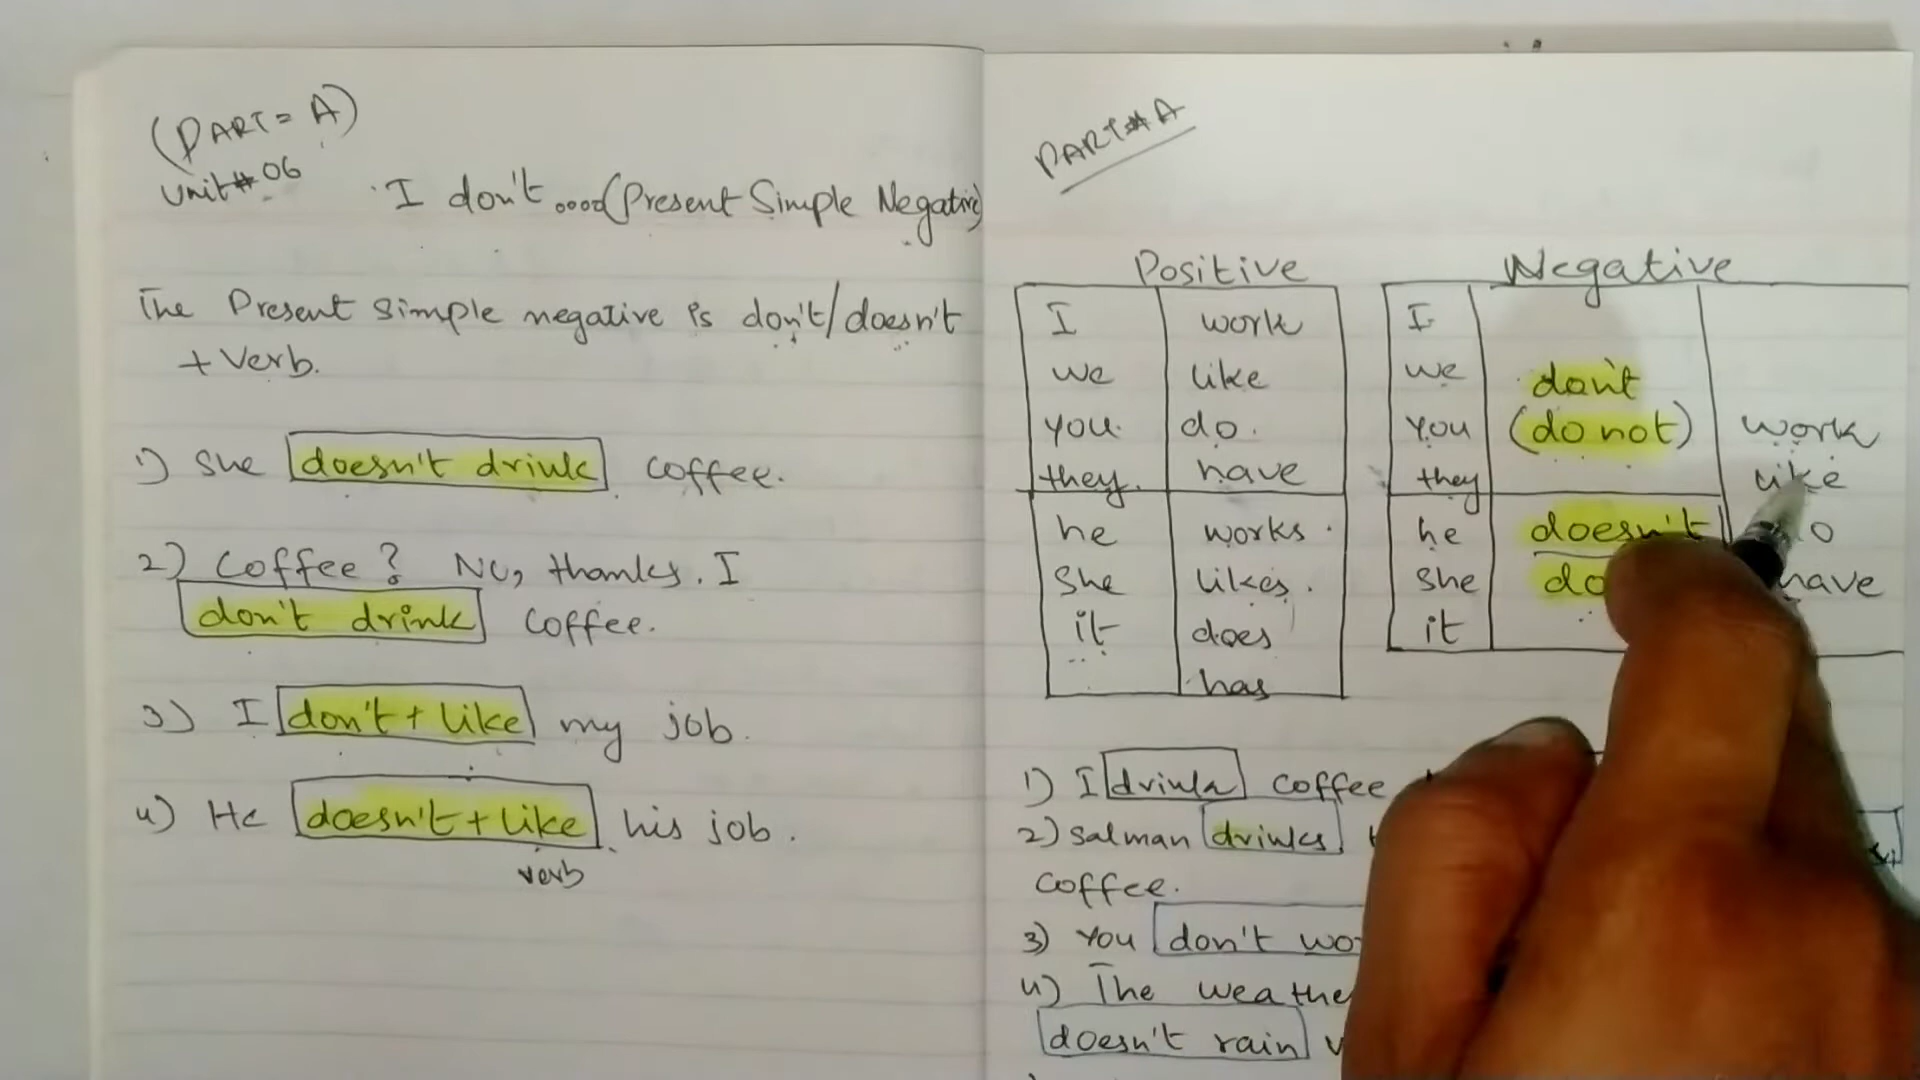 (PART = A)
Unit # 06
I don't....(Present Simple Negative)
The Present Simple negative is don't/doesn't
+ Verb.
1) She doesn't drink coffee.
2) Coffee? No, thanks. I
don't drink coffee.
3) I don't + like my job.
4) He doesn't + like his job.
verb
PART # A
Positive
I work
we like
you do.
they. have
he works
She likes.
it does
has
Negative
I
we don't
you (do not) work
they like
he doesn't
She have
it
1) I drink coffee
2) Salman drinks
coffee.
3) You don't
4) The
doesn't rain